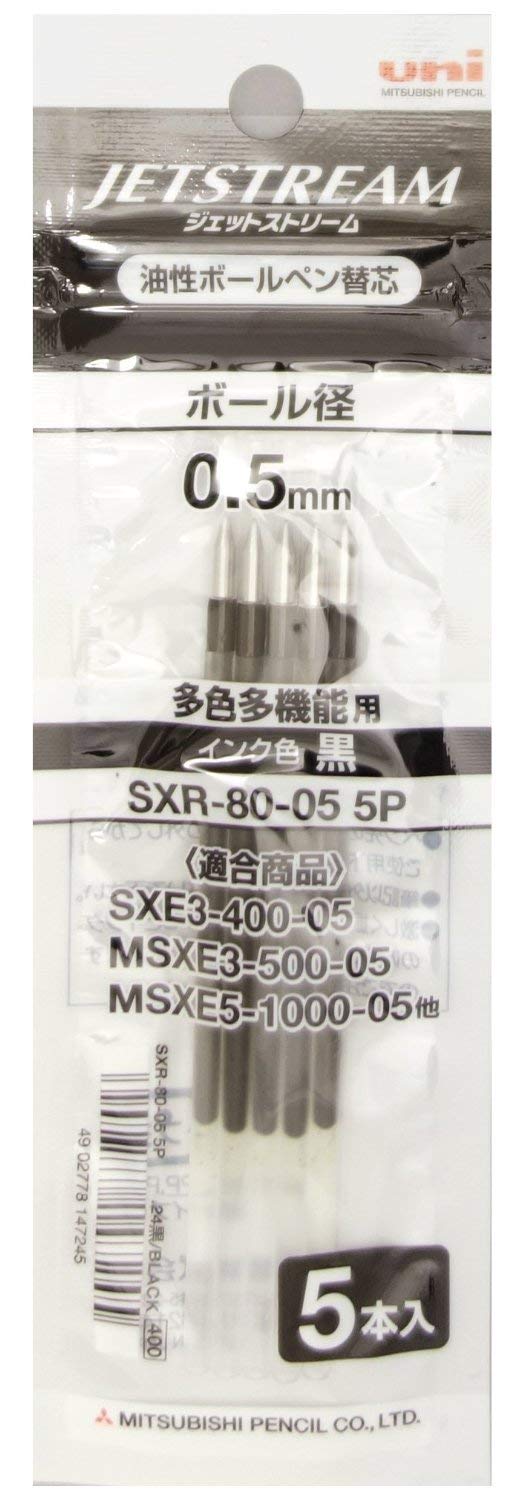 uni
MITSUBISHI PENCIL
JETSTREAM
ジェットストリーム
油性ボールペン替芯
ボール径
0.5mm
多色多機能用
インク色 黒
SXR-80-05 5P
〈適合商品〉
SXE3-400-05
MSXE3-500-05
MSXE5-1000-05他
SXR-80-05 5P
24黒/BLACK 400
49 02778 147245
5本入
MITSUBISHI PENCIL CO., LTD.